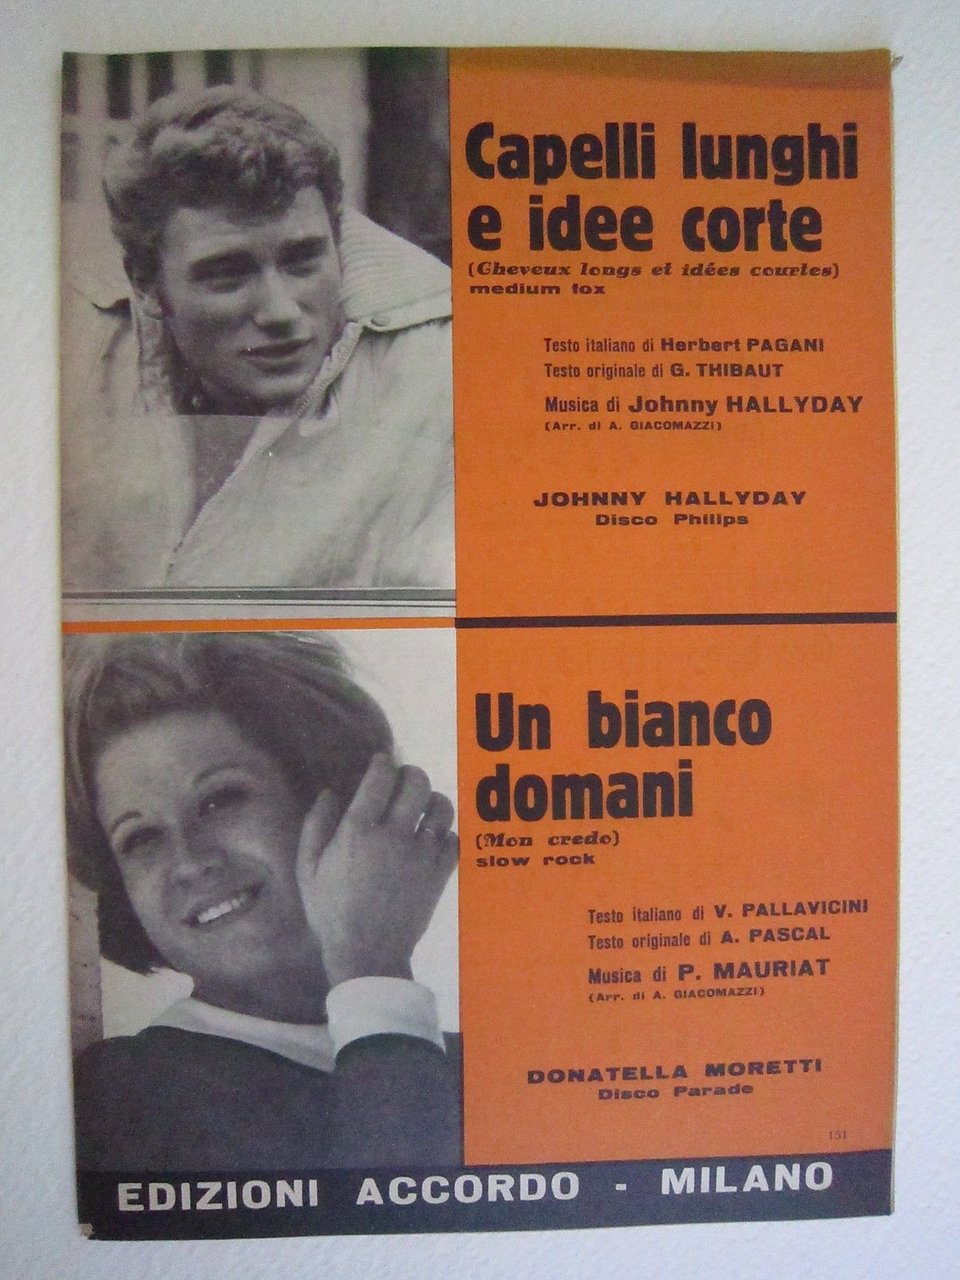 Capelli lunghi
e idee corte
(Cheveux longs et idées courtes)
medium fox
Testo italiano di Herbert PAGANI
Testo originale di G. THIBAUT
Musica di Johnny HALLYDAY
(Arr. di A. GIACOMAZZI)
JOHNNY HALLYDAY
Disco Philips
Un bianco
domani
(Mon credo)
slow rock
Testo italiano di V. PALLAVICINI
Testo originale di A. PASCAL
Musica di P. MAURIAT
(Arr. di A. GIACOMAZZI)
DONATELLA MORETTI
Disco Parade
151
EDIZIONI ACCORDO - MILANO